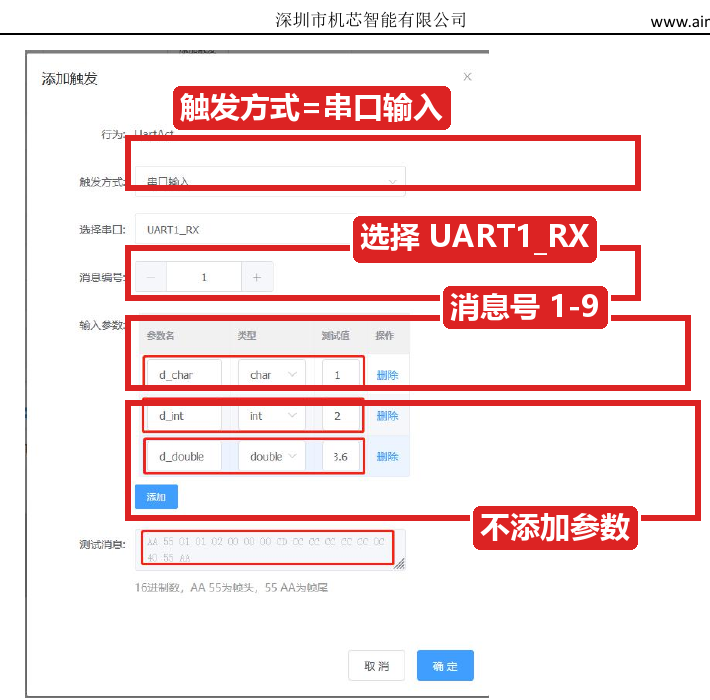 深圳市机芯智能有限公司
www.air
添加触发
×
触发方式=串口输入
行为: UartAct
触发方式: 串口输入
选择串口: UART1_RX
选择 UART1_RX
消息编号: — 1 +
消息号 1-9
输入参数:
参数名 类型 测试值 操作
d_char char 1 删除
d_int int 2 删除
d_double double 3.6 删除
添加
不添加参数
测试消息: AA 55 01 01 02 00 00 00 CD CC CC CC CC CC 0C
40 55 AA
16进制数，AA 55为帧头，55 AA为帧尾
取 消 确 定